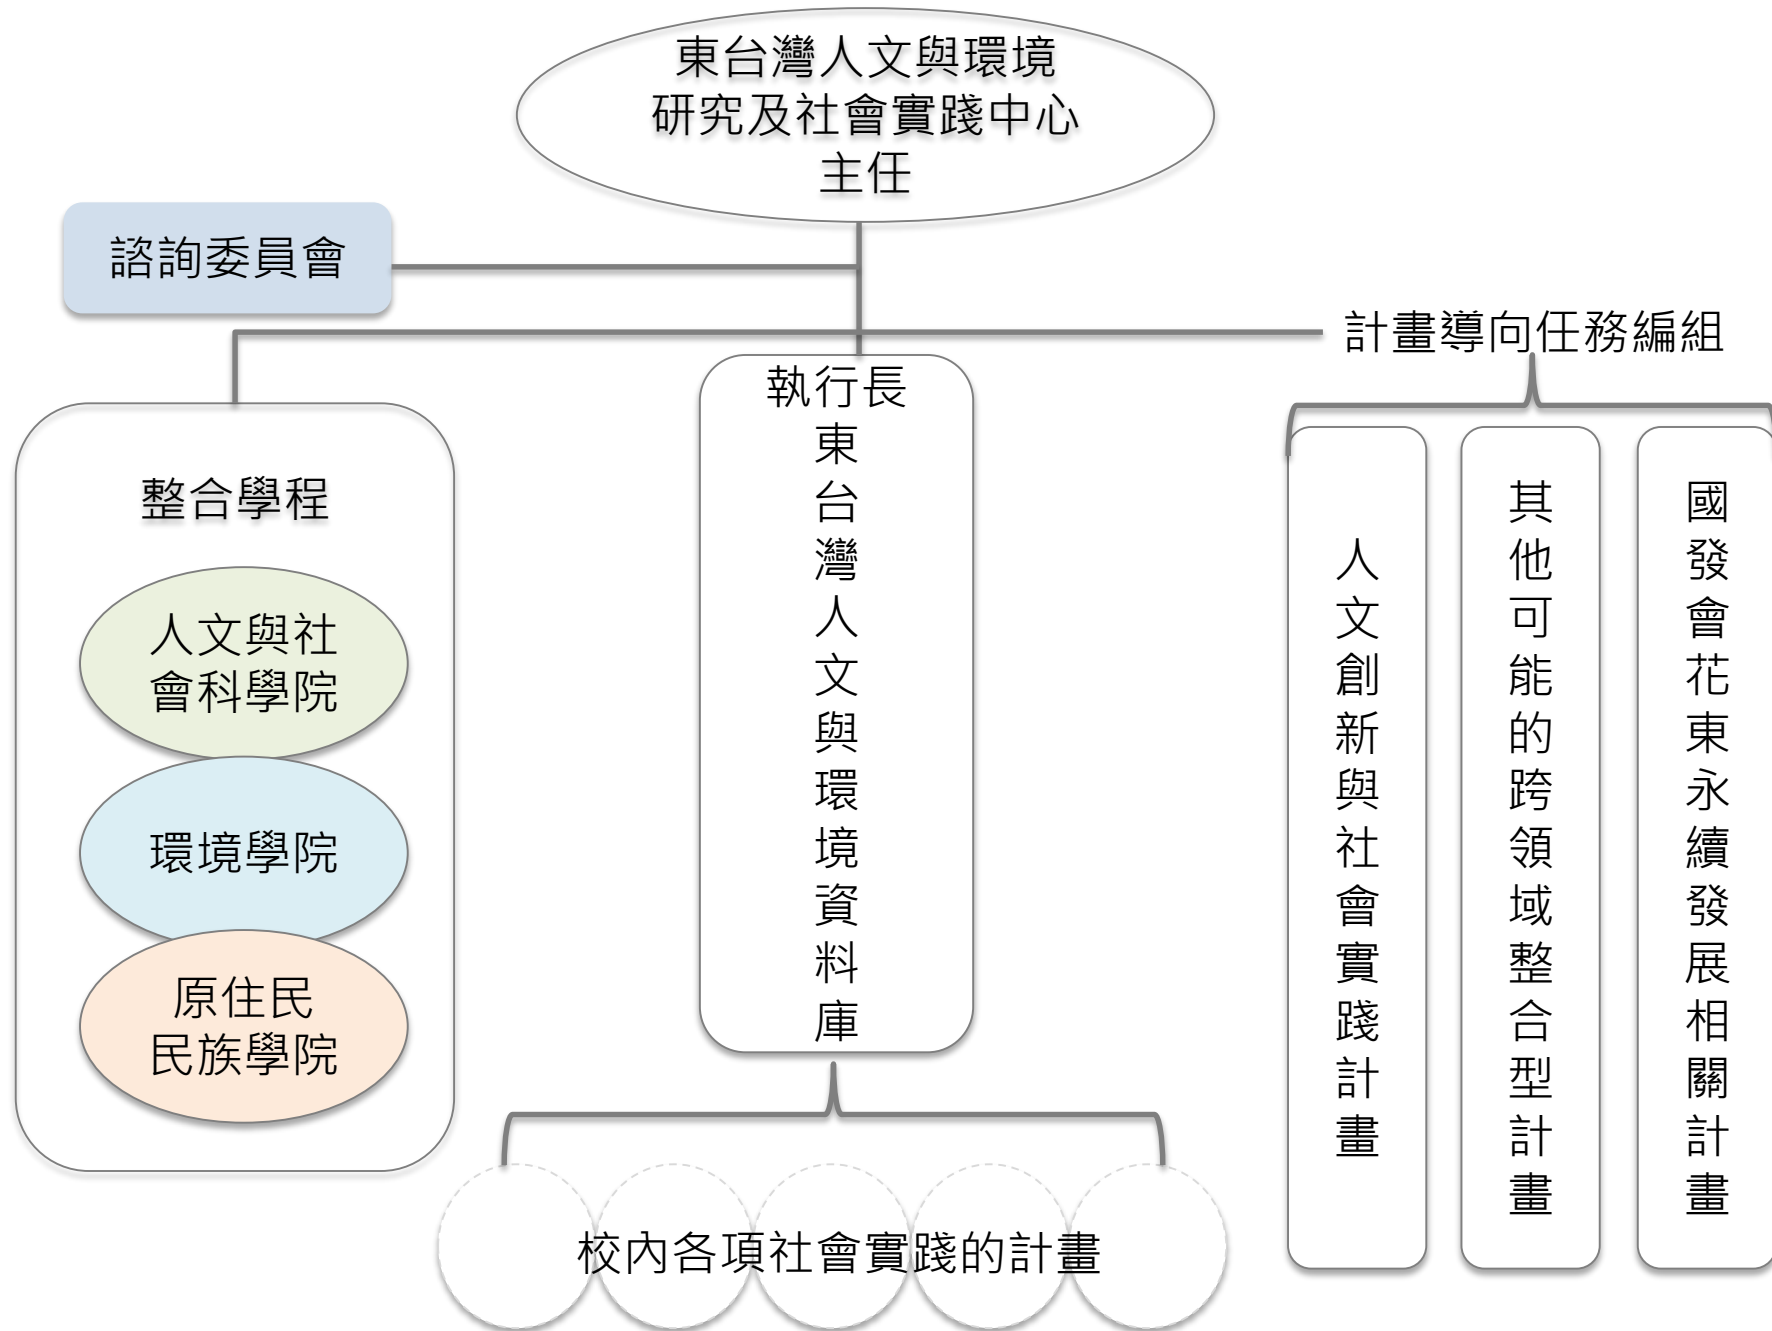 東台灣人文與環境
研究及社會實踐中心
主任
諮詢委員會
計畫導向任務編組
整合學程
人文與社
會科學院
環境學院
原住民
民族學院
執行長
東台灣人文與環境資料庫
校內各項社會實踐的計畫
人文創新與社會實踐計畫
其他可能的跨領域整合型計畫
國發會花東永續發展相關計畫